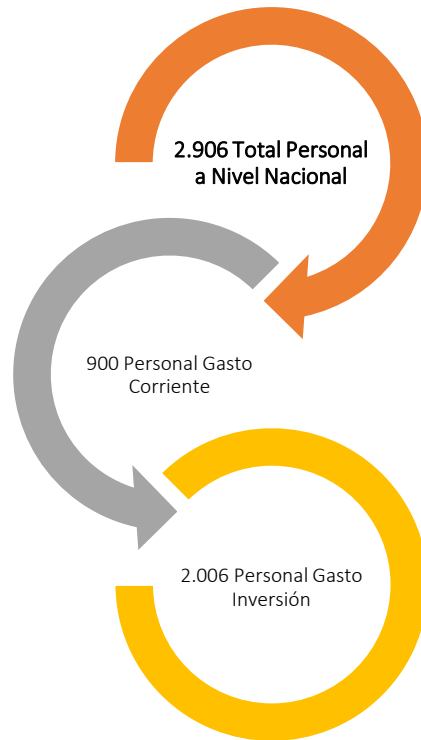 2.906 Total Personal
a Nivel Nacional
900 Personal Gasto
Corriente
2.006 Personal Gasto
Inversión